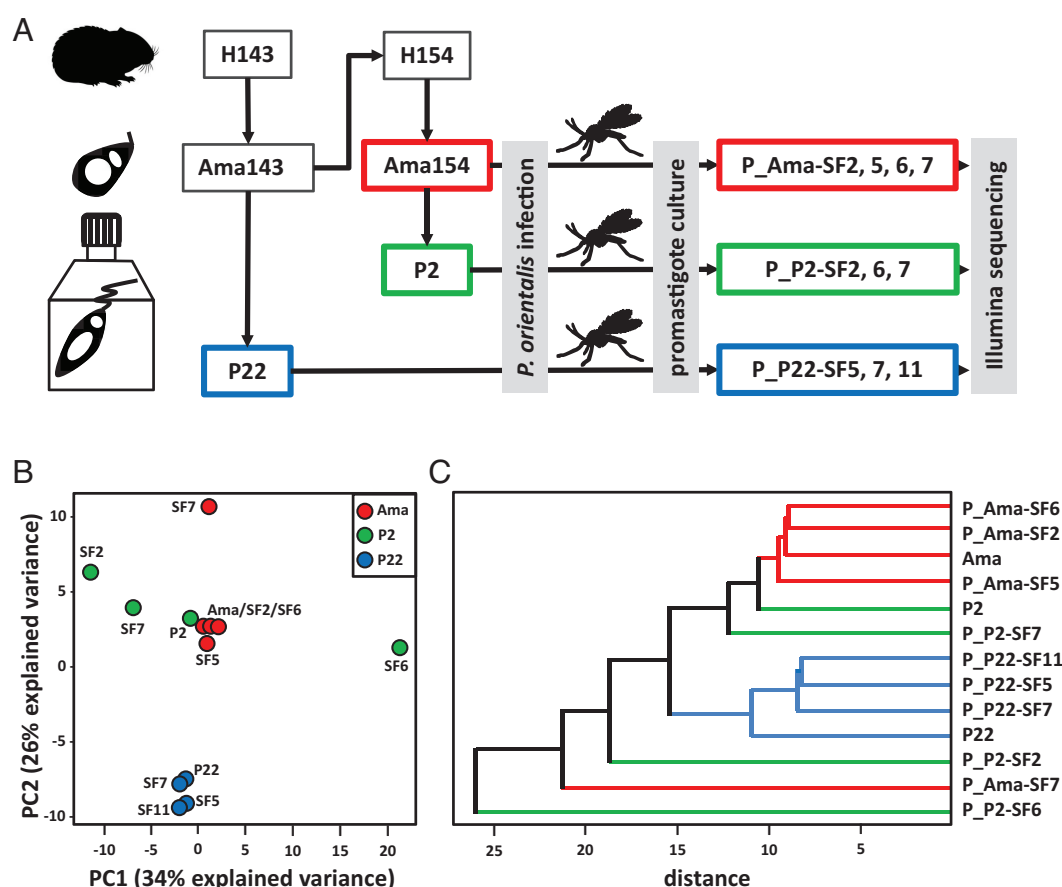 A
H143
H154
Ama143
Ama154
P2
P22
P. orientalis infection
promastigote culture
P_Ama-SF2, 5, 6, 7
P_P2-SF2, 6, 7
P_P22-SF5, 7, 11
Illumina sequencing
B
PC2 (26% explained variance)
10
5
0
-5
-10
SF7
SF2
SF7
P2
Ama/SF2/SF6
SF5
SF6
P22
SF7
SF5
SF11
Ama
P2
P22
-10 -5 0 5 10 15 20
PC1 (34% explained variance)
C
P_Ama-SF6
P_Ama-SF2
Ama
P_Ama-SF5
P2
P_P2-SF7
P_P22-SF11
P_P22-SF5
P_P22-SF7
P22
P_P2-SF2
P_Ama-SF7
P_P2-SF6
25 20 15 10 5
distance